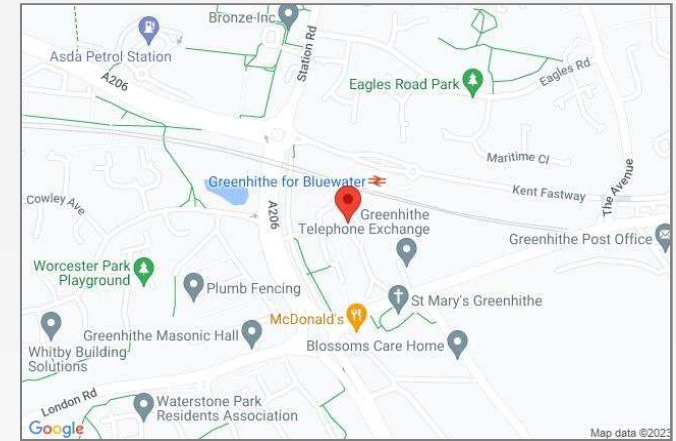 Bronze-Inc
Station Rd
Asda Petrol Station
A206
Eagles Road Park
Eagles Rd
Maritime Cl
Greenhithe for Bluewater
Kent Fastway
The Avenue
Cowley Ave
A206
Greenhithe
Telephone Exchange
Greenhithe Post Office
Worcester Park
Playground
Plumb Fencing
St Mary's Greenhithe
McDonald's
Greenhithe Masonic Hall
Blossoms Care Home
Whitby Building
Solutions
London Rd
Waterstone Park
Residents Association
Google
Map data ©2023